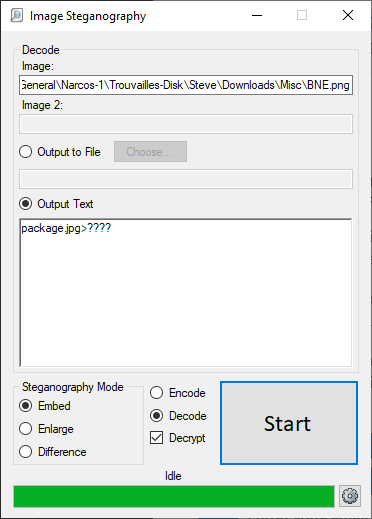 Image Steganography
Decode
Image:
General\Narcos-1\Trouvailles-Disk\Steve\Downloads\Misc\BNE.png
Image 2:
Output to File
Choose...
Output Text
package.jpg>????
Steganography Mode
Embed
Enlarge
Difference
Encode
Decode
Decrypt
Start
Idle